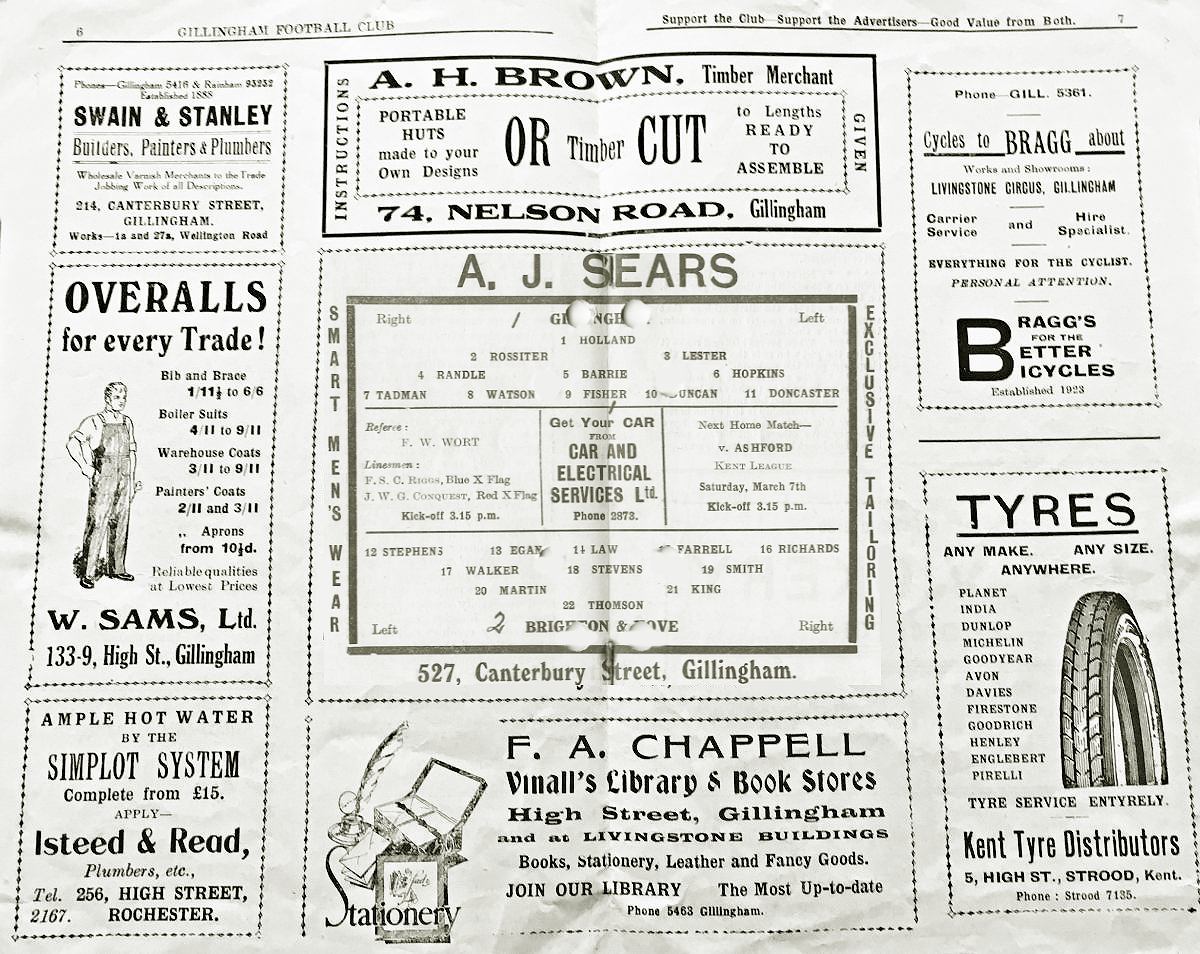 6
GILLINGHAM FOOTBALL CLUB
Support the Club—Support the Advertisers—Good Value from Both.
7
Phones—Gillingham 5416 & Rainham 93252
Established 1888
SWAIN & STANLEY
Builders, Painters & Plumbers
Wholesale Varnish Merchants to the Trade
Jobbing Work of all Descriptions.
214, CANTERBURY STREET,
GILLINGHAM.
Works—1a and 27a, Wellington Road
OVERALLS
for every Trade!
Bib and Brace
1/11½ to 6/6
Boiler Suits
4/11 to 9/11
Warehouse Coats
3/11 to 9/11
Painters' Coats
2/11 and 3/11
,, Aprons
from 10½d.
Reliable qualities
at Lowest Prices
W. SAMS, Ltd.
133-9, High St., Gillingham
AMPLE HOT WATER
BY THE
SIMPLOT SYSTEM
Complete from £15.
APPLY—
Isteed & Read,
Plumbers, etc.,
Tel. 256, HIGH STREET,
2167. ROCHESTER.
A. H. BROWN, Timber Merchant
INSTRUCTIONS
PORTABLE
HUTS
made to your
Own Designs
OR Timber CUT
to Lengths
READY
TO
ASSEMBLE
GIVEN
74, NELSON ROAD, Gillingham
A. J. SEARS
SMART MEN'S WEAR
Right / Left
1 HOLLAND
2 ROSSITER 3 LESTER
4 RANDLE 5 BARRIE 6 HOPKINS
7 TADMAN 8 WATSON 9 FISHER 10 DUNCAN 11 DONCASTER
Referee:
F. W. WORT
Linesmen:
F. S. C. RIGGS, Blue X Flag
J. W. G. CONQUEST, Red X Flag
Kick-off 3.15 p.m.
Get Your CAR
FROM
CAR AND
ELECTRICAL
SERVICES Ltd.
Phone 2873.
Next Home Match—
v. ASHFORD
KENT LEAGUE
Saturday, March 7th
Kick-off 3.15 p.m.
12 STEPHENS 13 EGAN 14 LAW FARRELL 16 RICHARDS
17 WALKER 18 STEVENS 19 SMITH
20 MARTIN 21 KING
22 THOMSON
Left 2 BRIGHTON & HOVE Right
EXCLUSIVE TAILORING
527, Canterbury Street, Gillingham.
Stationery
F. A. CHAPPELL
Vinall's Library & Book Stores
High Street, Gillingham
and at LIVINGSTONE BUILDINGS
Books, Stationery, Leather and Fancy Goods.
JOIN OUR LIBRARY The Most Up-to-date
Phone 5463 Gillingham.
Phone GILL. 5361.
Cycles to BRAGG about
Works and Showrooms:
LIVINGSTONE CIRCUS, GILLINGHAM
Carrier
Service
and
Hire
Specialist.
EVERYTHING FOR THE CYCLIST.
PERSONAL ATTENTION.
BRAGG'S
FOR THE
BETTER
BICYCLES
Established 1923
TYRES
ANY MAKE. ANY SIZE.
ANYWHERE.
PLANET
INDIA
DUNLOP
MICHELIN
GOODYEAR
AVON
DAVIES
FIRESTONE
GOODRICH
HENLEY
ENGLEBERT
PIRELLI
TYRE SERVICE ENTYRELY.
Kent Tyre Distributors
5, HIGH ST., STROOD, Kent.
Phone : Strood 7135.